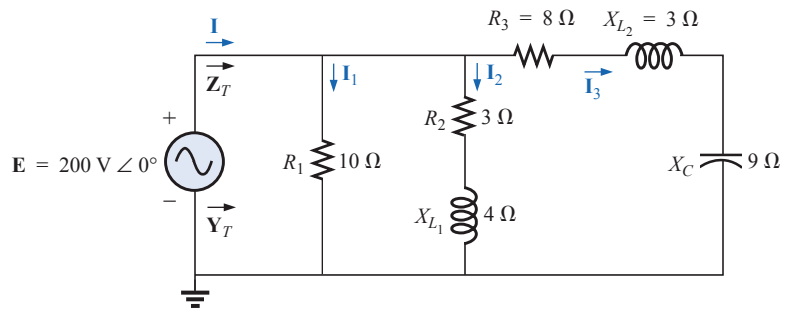 I
R3 = 8 Ω
XL2 = 3 Ω
ZT
I1
I2
I3
+
R2 3 Ω
E = 200 V ∠ 0°
R1 10 Ω
XC 9 Ω
−
XL1 4 Ω
YT